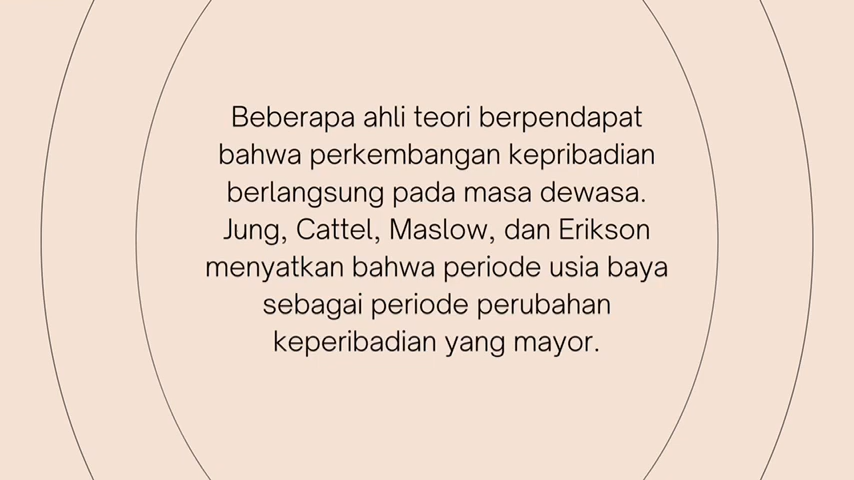 Beberapa ahli teori berpendapat
bahwa perkembangan kepribadian
berlangsung pada masa dewasa.
Jung, Cattel, Maslow, dan Erikson
menyatkan bahwa periode usia baya
sebagai periode perubahan
keperibadian yang mayor.